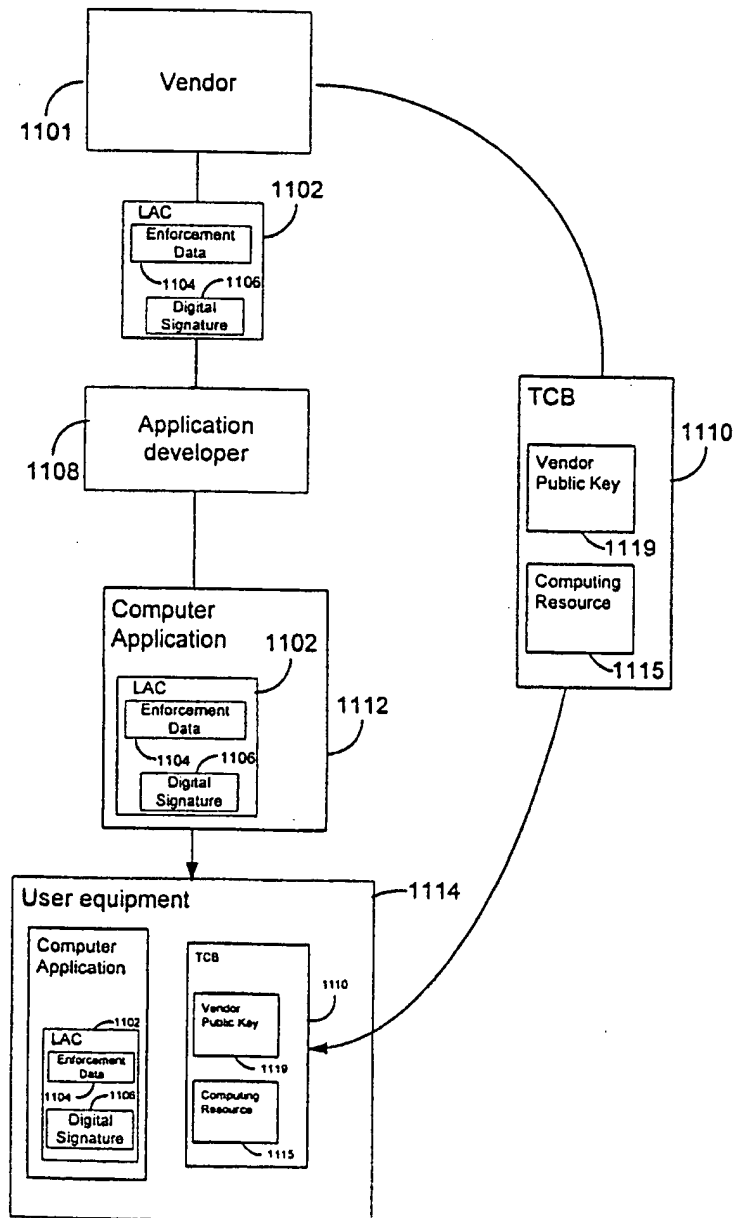 Vendor
1101
1102
LAC
Enforcement
Data
1104
1106
Digital
Signature
Application
developer
1108
TCB
1110
Vendor
Public Key
1119
Computing
Resource
1115
Computer
Application
1102
LAC
Enforcement
Data
1104
1106
Digital
Signature
1112
User equipment
1114
Computer
Application
1102
LAC
Enforcement
Data
1104
1106
Digital
Signature
TCB
1110
Vendor
Public Key
1119
Computing
Resource
1115